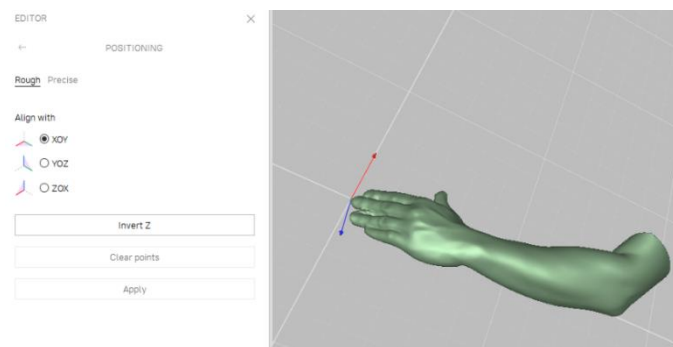 EDITOR
POSITIONING
Rough Precise
Align with
XOY
YOZ
ZOX
Invert Z
Clear points
Apply